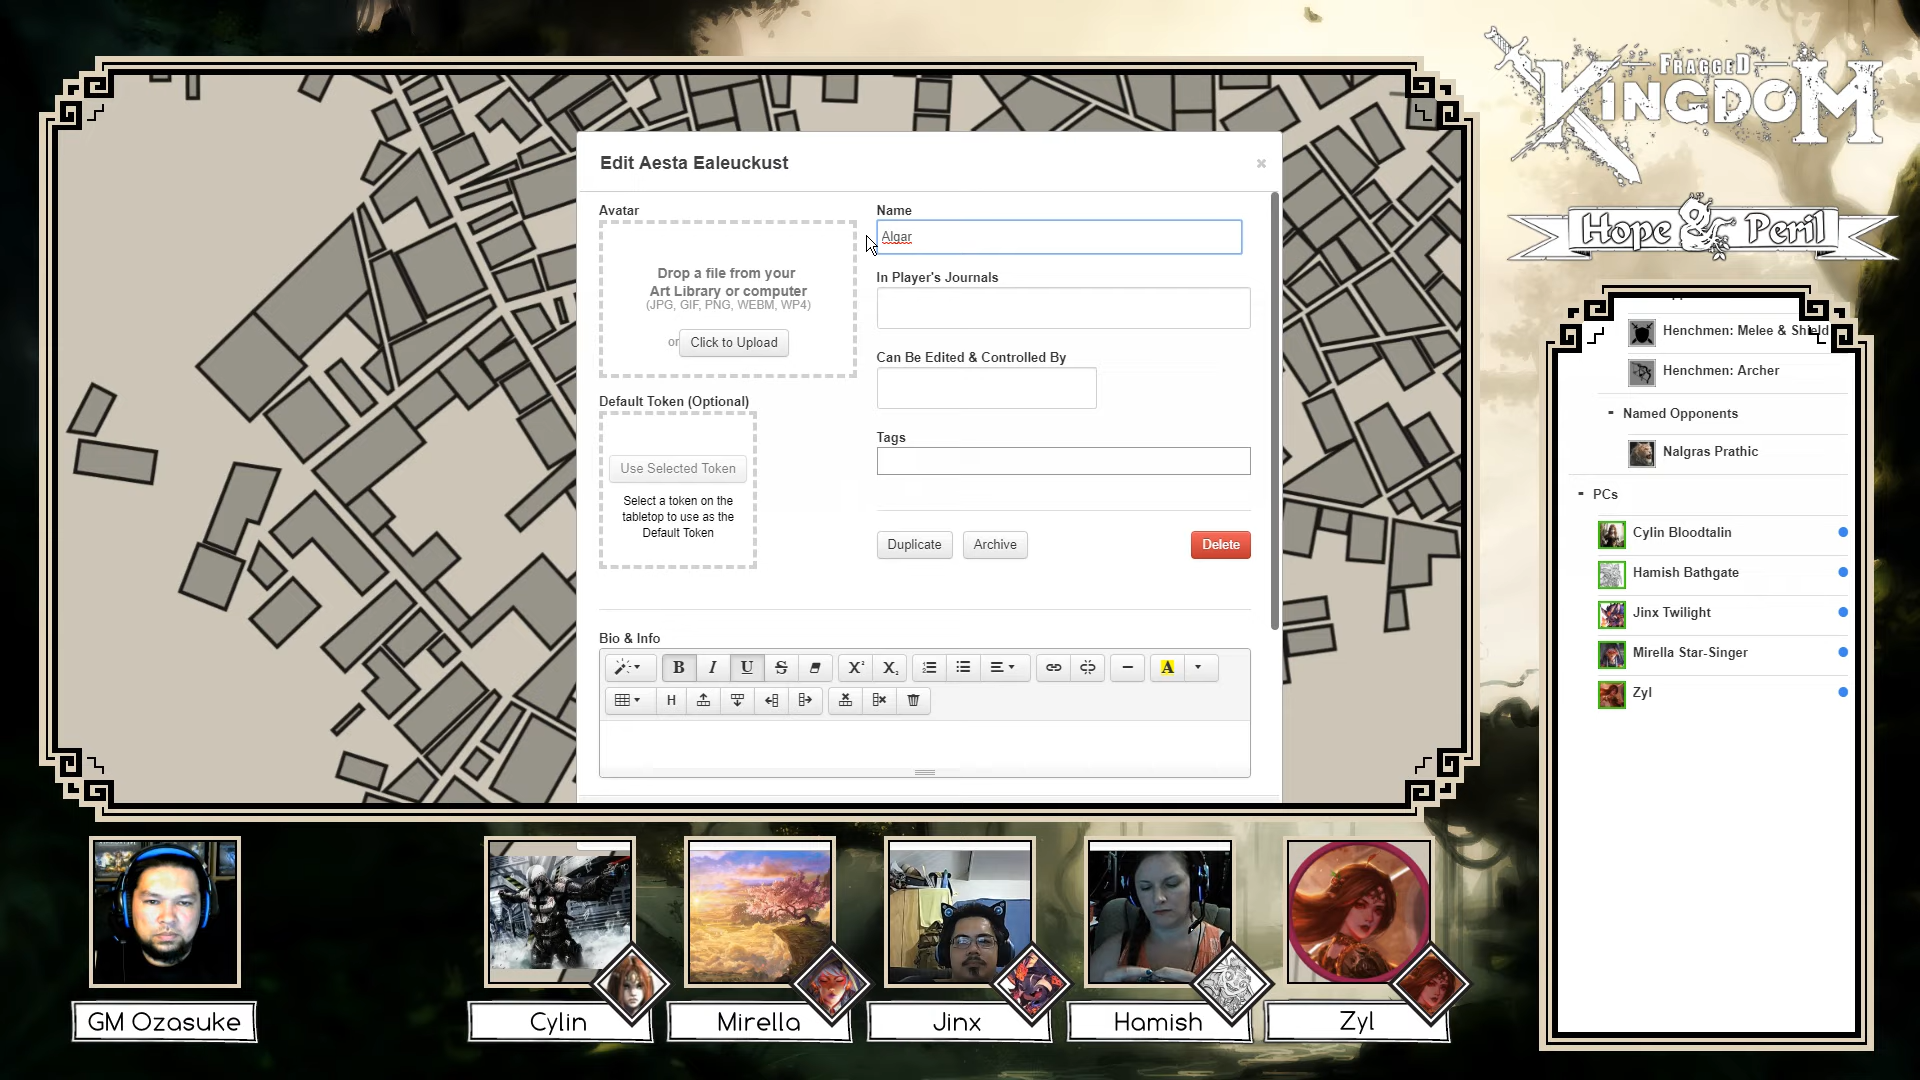 FRAGGED
KINGDOM
Hope & Peril
Edit Aesta Ealeuckust
×
Avatar
Drop a file from your
Art Library or computer
(JPG, GIF, PNG, WEBM, WP4)
or Click to Upload
Default Token (Optional)
Use Selected Token
Select a token on the
tabletop to use as the
Default Token
Name
Algar
In Player's Journals
Can Be Edited & Controlled By
Tags
Duplicate
Archive
Delete
Bio & Info
B I U S X² X₂ A
H
Henchmen: Melee & Shield
Henchmen: Archer
- Named Opponents
Nalgras Prathic
- PCs
Cylin Bloodtalin
Hamish Bathgate
Jinx Twilight
Mirella Star-Singer
Zyl
GM Ozasuke
Cylin
Mirella
Jinx
Hamish
Zyl